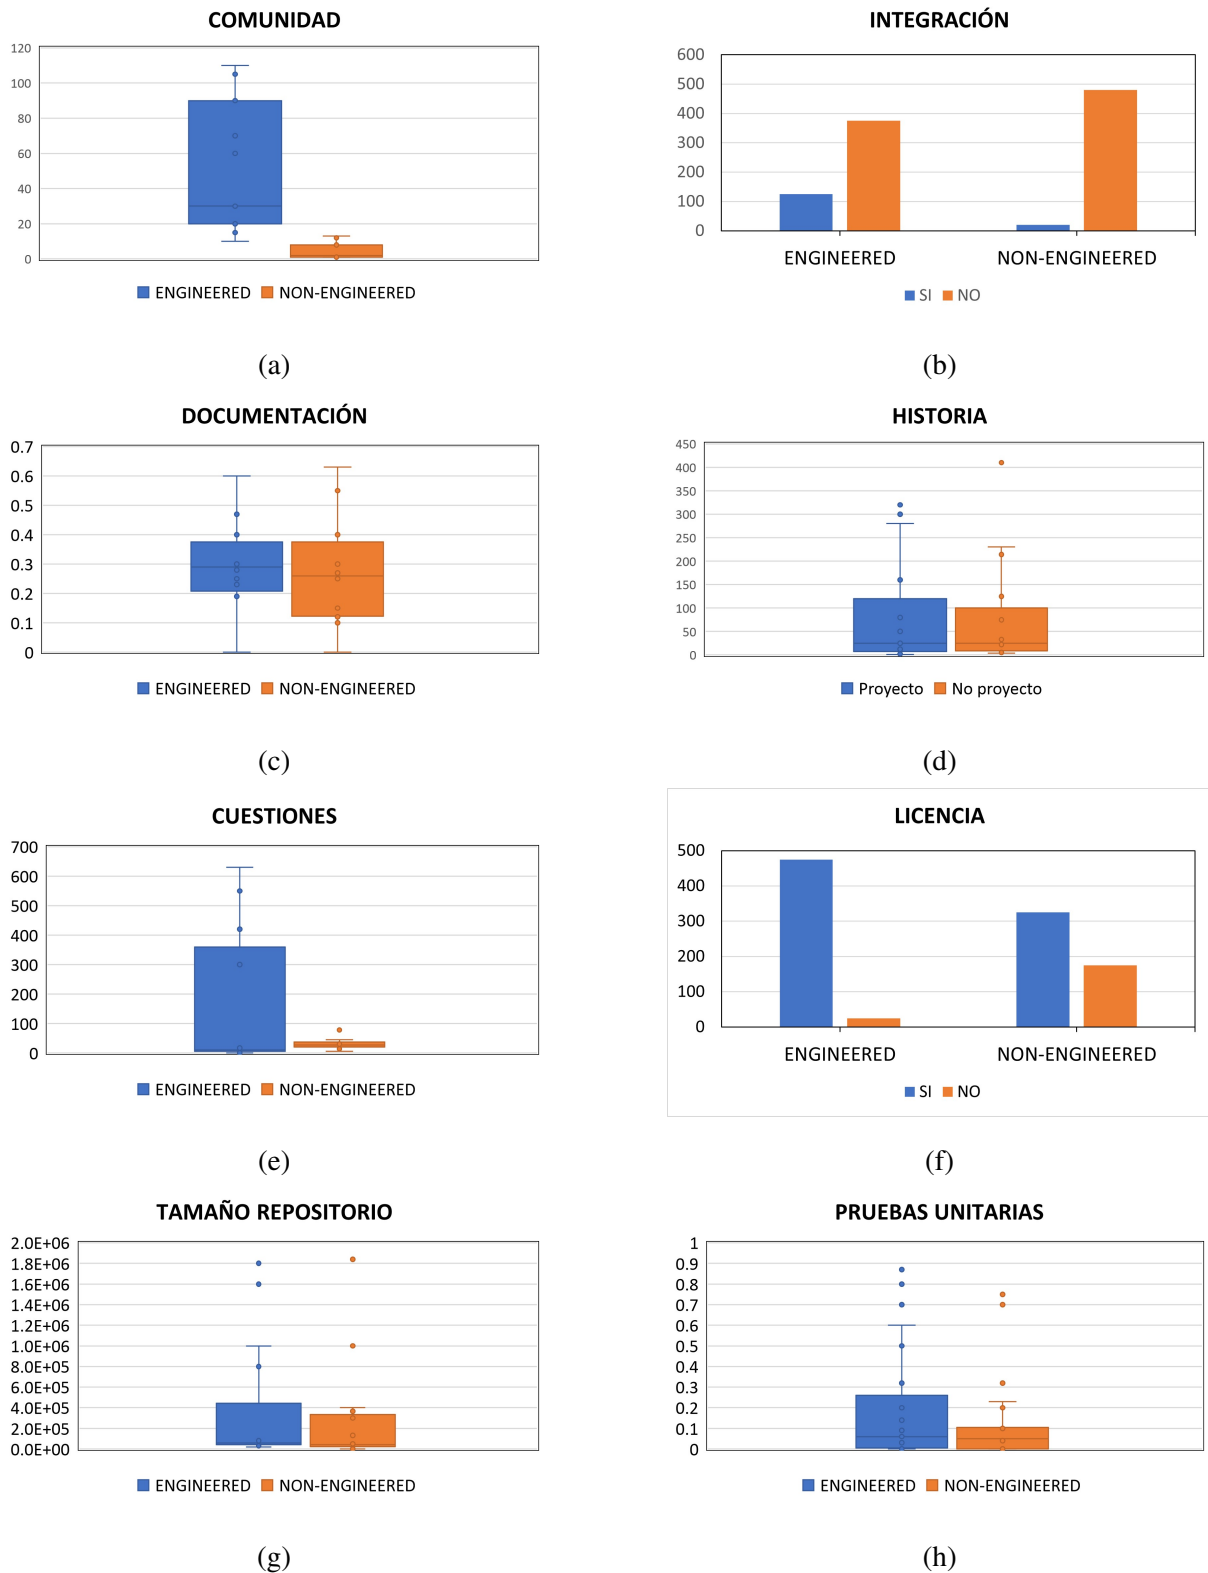 COMUNIDAD
120
100
80
60
40
20
0
ENGINEERED NON-ENGINEERED
(a)
INTEGRACIÓN
600
500
400
300
200
100
0
ENGINEERED NON-ENGINEERED
SI NO
(b)
DOCUMENTACIÓN
0.7
0.6
0.5
0.4
0.3
0.2
0.1
0
ENGINEERED NON-ENGINEERED
(c)
HISTORIA
450
400
350
300
250
200
150
100
50
0
Proyecto No proyecto
(d)
CUESTIONES
700
600
500
400
300
200
100
0
ENGINEERED NON-ENGINEERED
(e)
LICENCIA
500
400
300
200
100
0
ENGINEERED NON-ENGINEERED
SI NO
(f)
TAMAÑO REPOSITORIO
2.0E+06
1.8E+06
1.6E+06
1.4E+06
1.2E+06
1.0E+06
8.0E+05
6.0E+05
4.0E+05
2.0E+05
0.0E+00
ENGINEERED NON-ENGINEERED
(g)
PRUEBAS UNITARIAS
1
0.9
0.8
0.7
0.6
0.5
0.4
0.3
0.2
0.1
0
ENGINEERED NON-ENGINEERED
(h)